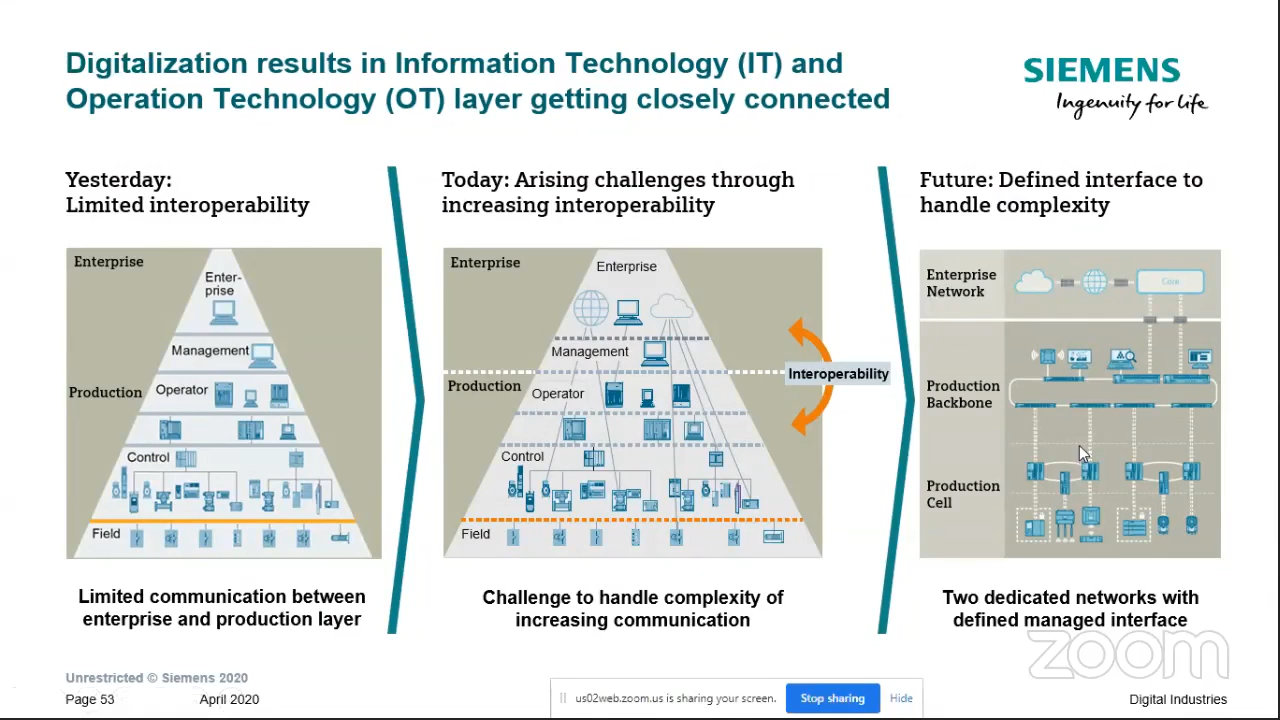 Digitalization results in Information Technology (IT) and
Operation Technology (OT) layer getting closely connected
SIEMENS
Ingenuity for life
Yesterday:
Limited interoperability
Enterprise
Enter-
prise
Management
Production
Operator
Control
Field
Limited communication between
enterprise and production layer
Today: Arising challenges through
increasing interoperability
Enterprise
Enterprise
Management
Production
Operator
Control
Field
Interoperability
Challenge to handle complexity of
increasing communication
Future: Defined interface to
handle complexity
Enterprise
Network
Core
Production
Backbone
Production
Cell
Two dedicated networks with
defined managed interface
zoom
Unrestricted © Siemens 2020
Page 53
April 2020
us02web.zoom.us is sharing your screen.
Stop sharing
Hide
Digital Industries